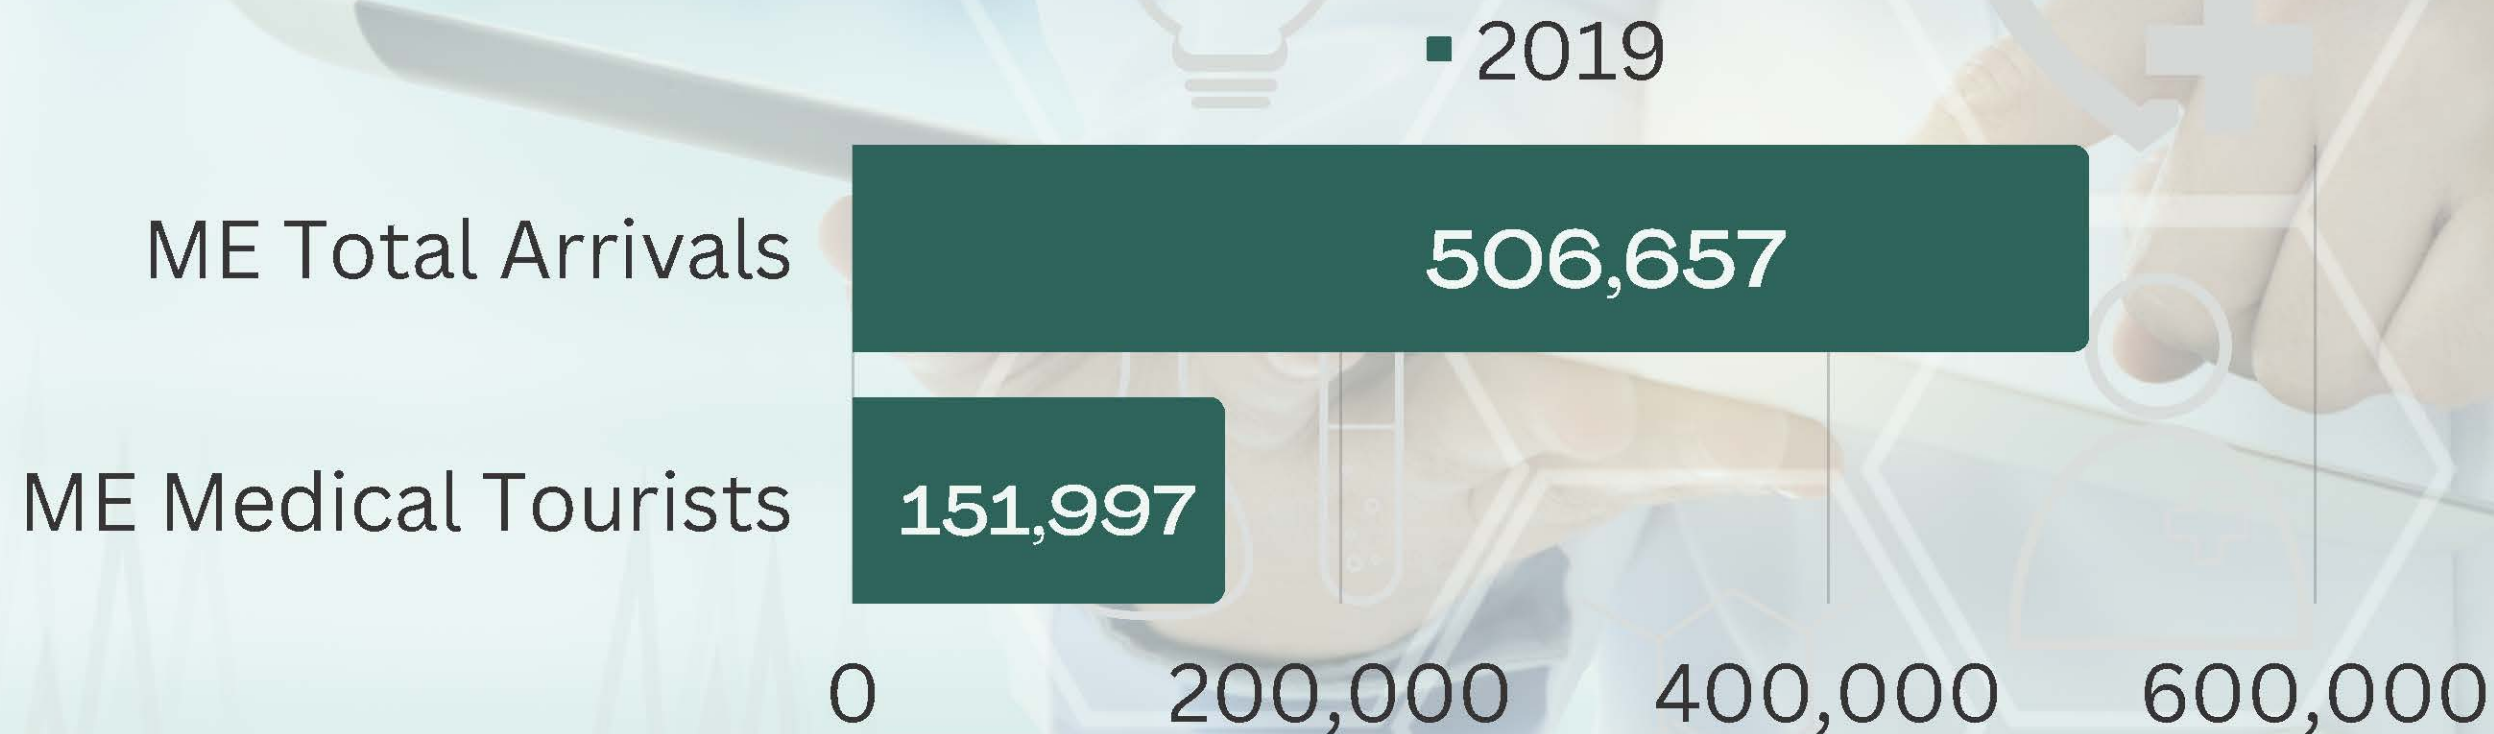 2019
ME Total Arrivals
506,657
ME Medical Tourists
151,997
0 200,000 400,000 600,000